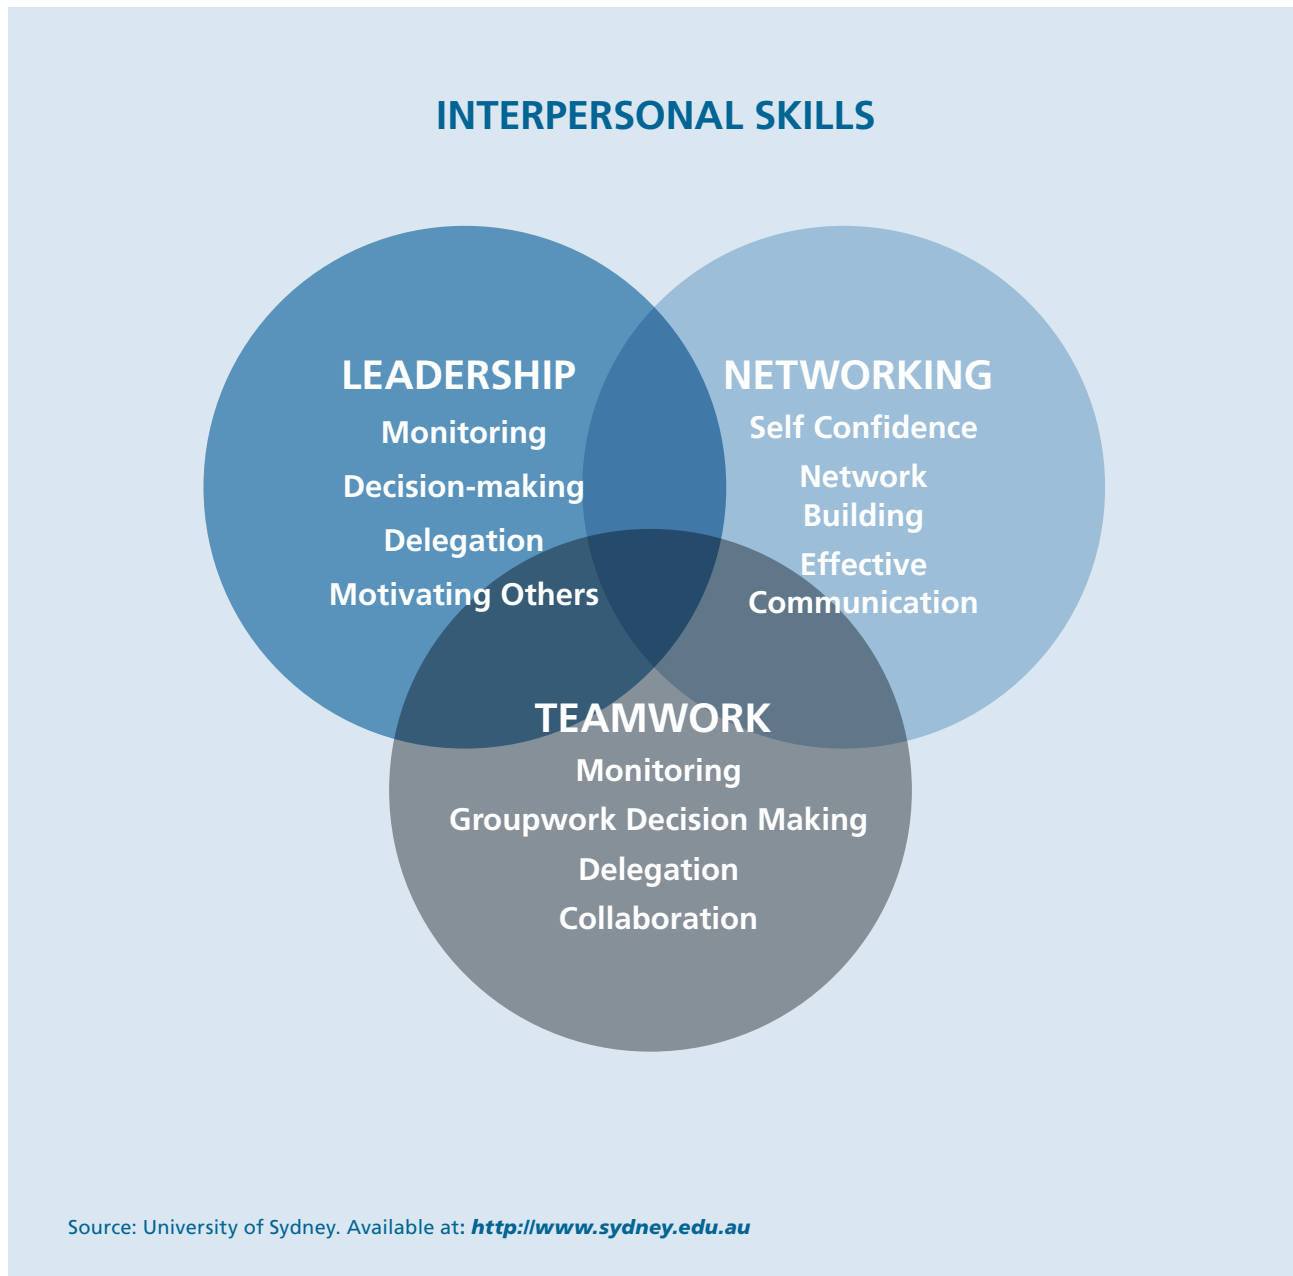 INTERPERSONAL SKILLS
LEADERSHIP
Monitoring
Decision-making
Delegation
Motivating Others
NETWORKING
Self Confidence
Network
Building
Effective
Communication
TEAMWORK
Monitoring
Groupwork Decision Making
Delegation
Collaboration
Source: University of Sydney. Available at: http://www.sydney.edu.au